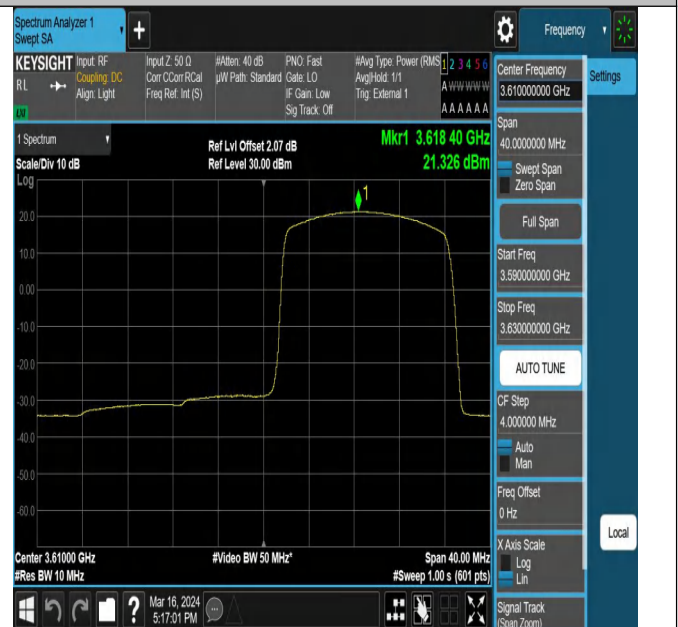 Spectrum Analyzer 1
Swept SA
+
Frequency
KEYSIGHT
RL
Input: RF
Coupling: DC
Align: Light
Input Z: 50 Ω
Corr CCorr RCal
Freq Ref: Int (S)
#Atten: 40 dB
µW Path: Standard
PNO: Fast
Gate: LO
IF Gain: Low
Sig Track: Off
#Avg Type: Power (RMS
Avg|Hold: 1/1
Trig: External 1
1 2 3 4 5 6
A W W W W W
A A A A A A
LXI
1 Spectrum
Scale/Div 10 dB
Ref Lvl Offset 2.07 dB
Ref Level 30.00 dBm
Mkr1 3.618 40 GHz
21.326 dBm
Log
1
20.0
10.0
0.00
-10.0
-20.0
-30.0
-40.0
-50.0
-60.0
Center 3.61000 GHz
#Res BW 10 MHz
#Video BW 50 MHz*
Span 40.00 MHz
#Sweep 1.00 s (601 pts)
Center Frequency
3.610000000 GHz
Settings
Span
40.0000000 MHz
Swept Span
Zero Span
Full Span
Start Freq
3.590000000 GHz
Stop Freq
3.630000000 GHz
AUTO TUNE
CF Step
4.000000 MHz
Auto
Man
Freq Offset
0 Hz
X Axis Scale
Log
Lin
Local
Signal Track
(Span Zoom)
?
Mar 16, 2024
5:17:01 PM